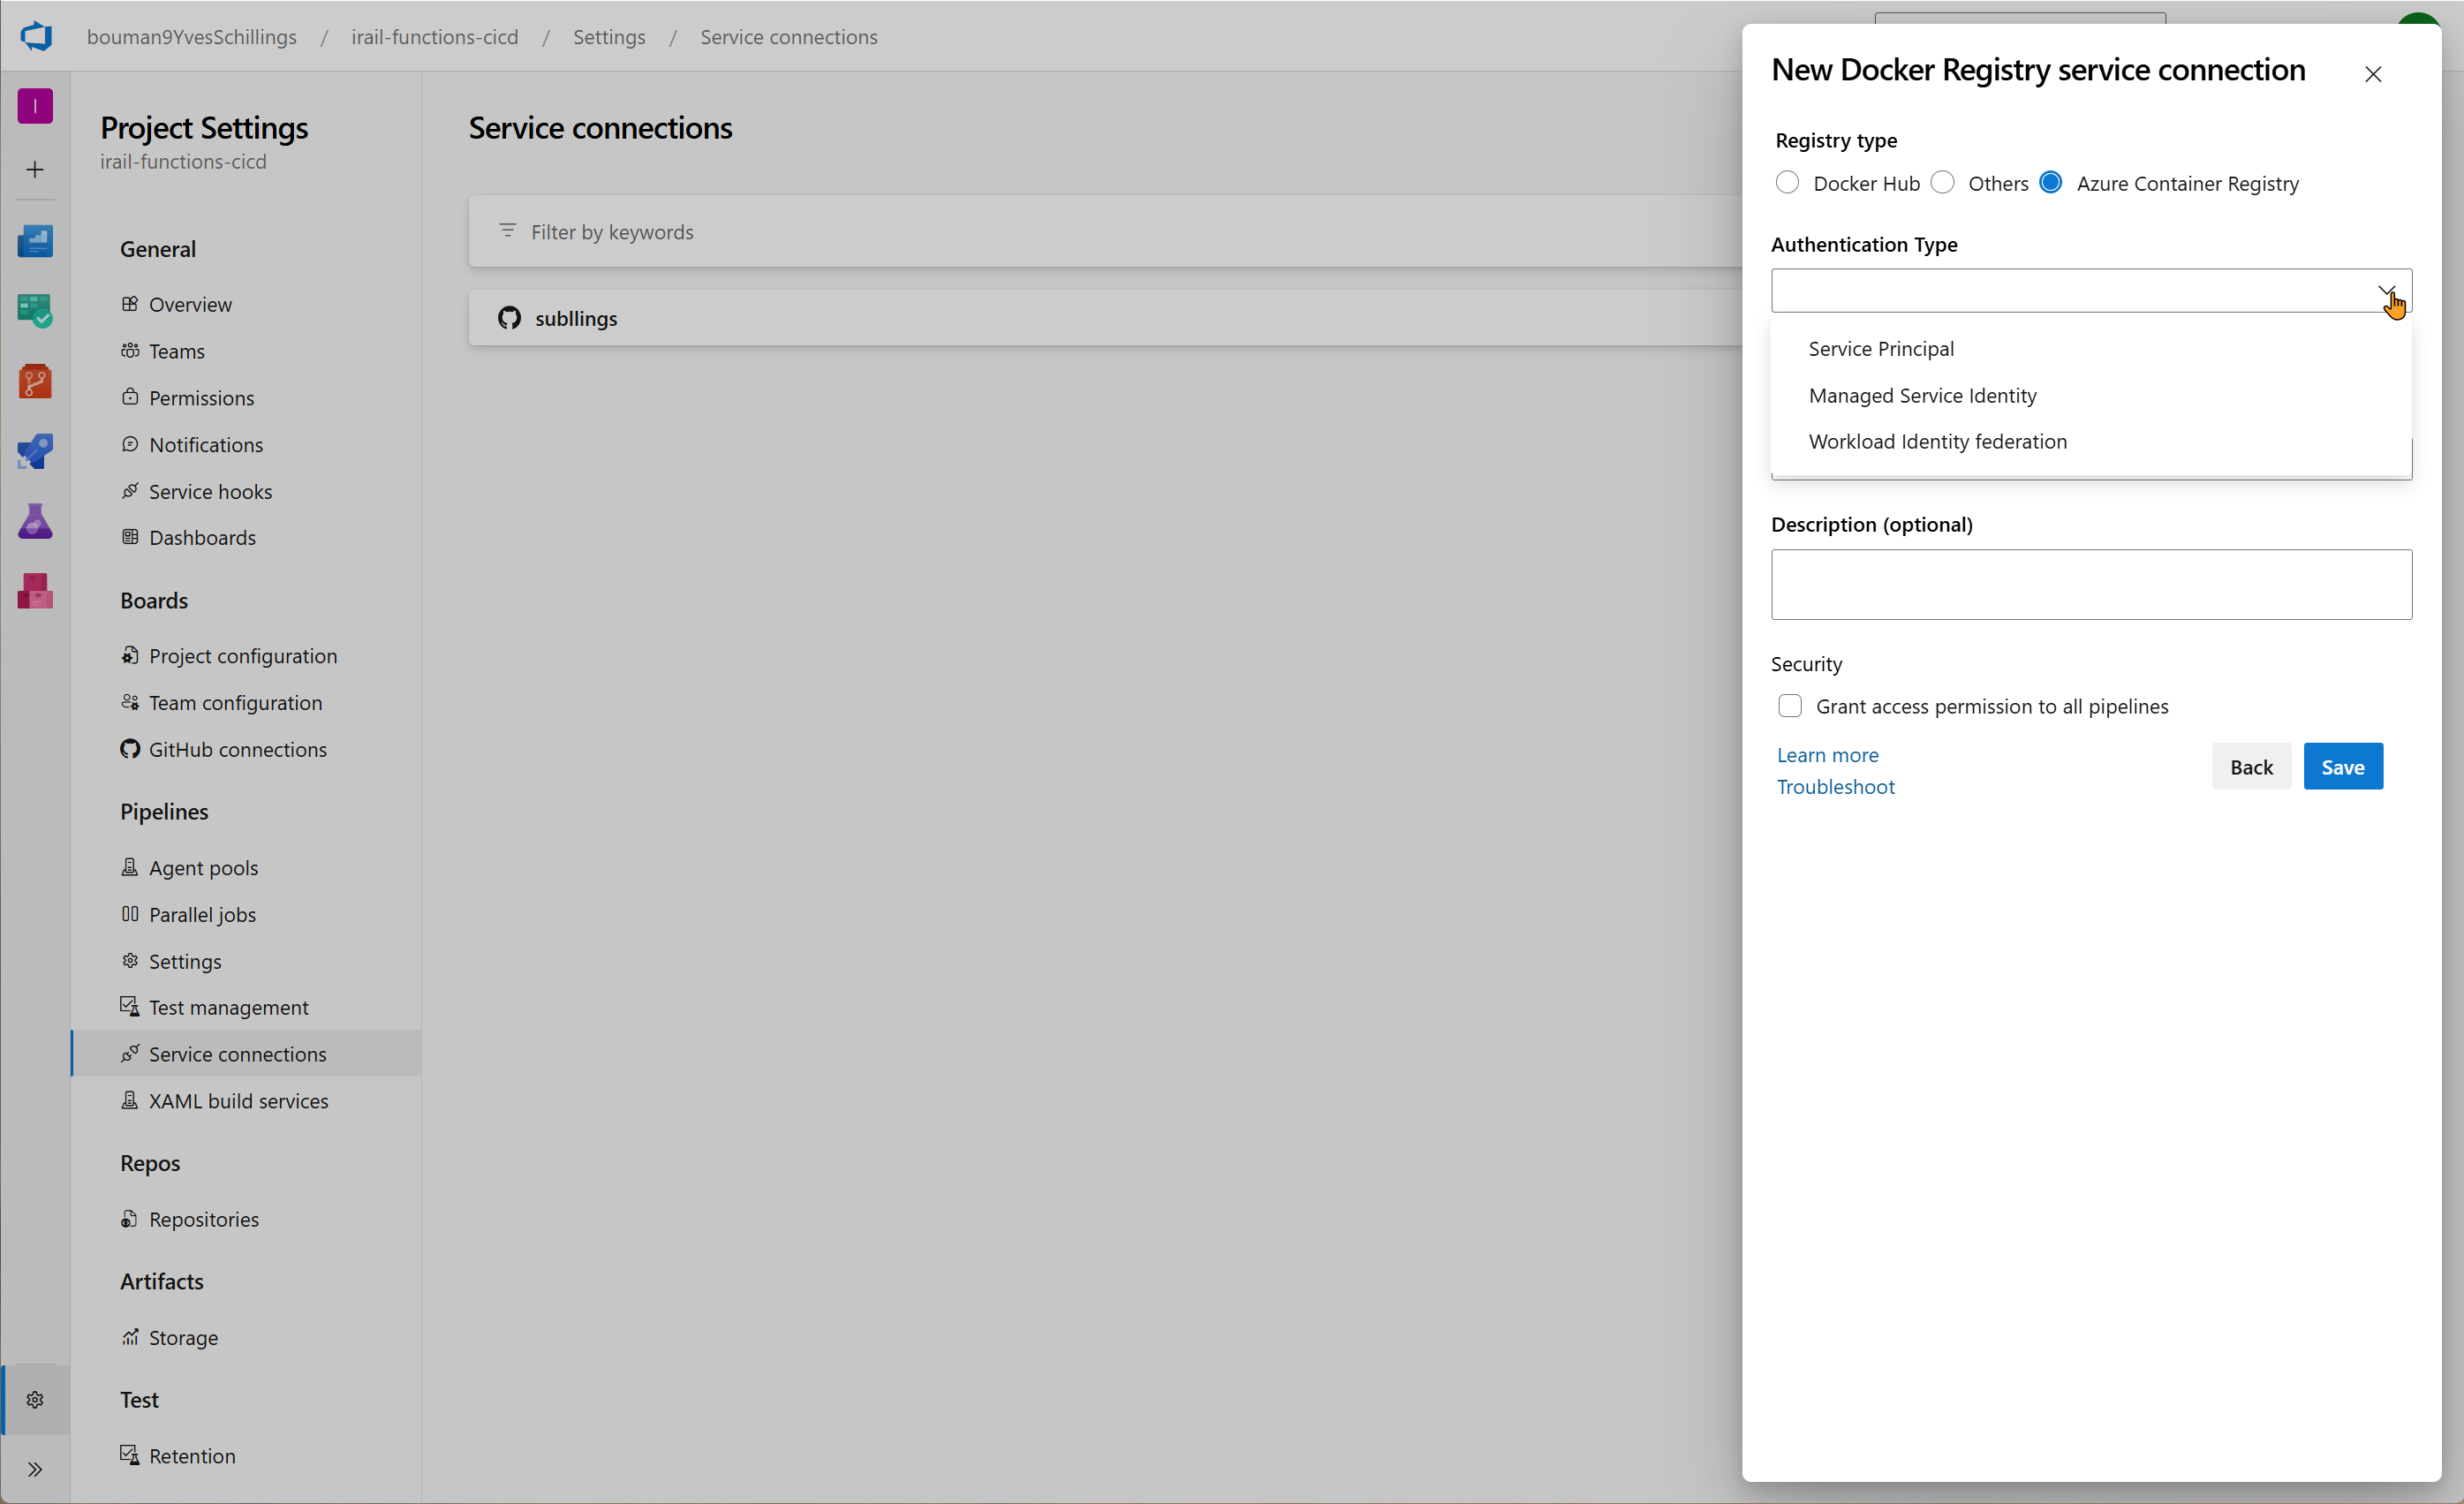 bouman9YvesSchillings / irail-functions-cicd / Settings / Service connections
I
Project Settings
irail-functions-cicd
General
Overview
Teams
Permissions
Notifications
Service hooks
Dashboards
Boards
Project configuration
Team configuration
GitHub connections
Pipelines
Agent pools
Parallel jobs
Settings
Test management
Service connections
XAML build services
Repos
Repositories
Artifacts
Storage
Test
Retention
Service connections
Filter by keywords
subllings
New Docker Registry service connection
Registry type
Docker Hub Others Azure Container Registry
Authentication Type
Service Principal
Managed Service Identity
Workload Identity federation
Description (optional)
Security
Grant access permission to all pipelines
Learn more
Troubleshoot
Back Save